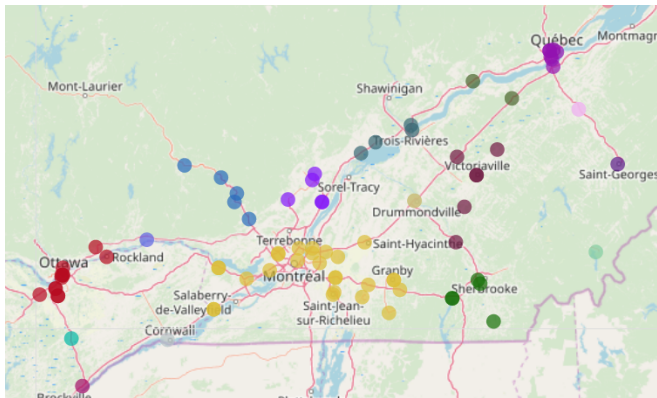 Québec
Montmagn
Mont-Laurier
Shawinigan
Trois-Rivières
Victoriaville
Saint-Georges
Sorel-Tracy
Drummondville
Terrebonne
Saint-Hyacinthe
Ottawa
Rockland
Montréal
Granby
Sherbrooke
Salaberry-
de-Valleyfield
Saint-Jean-
sur-Richelieu
Cornwall
Brockville